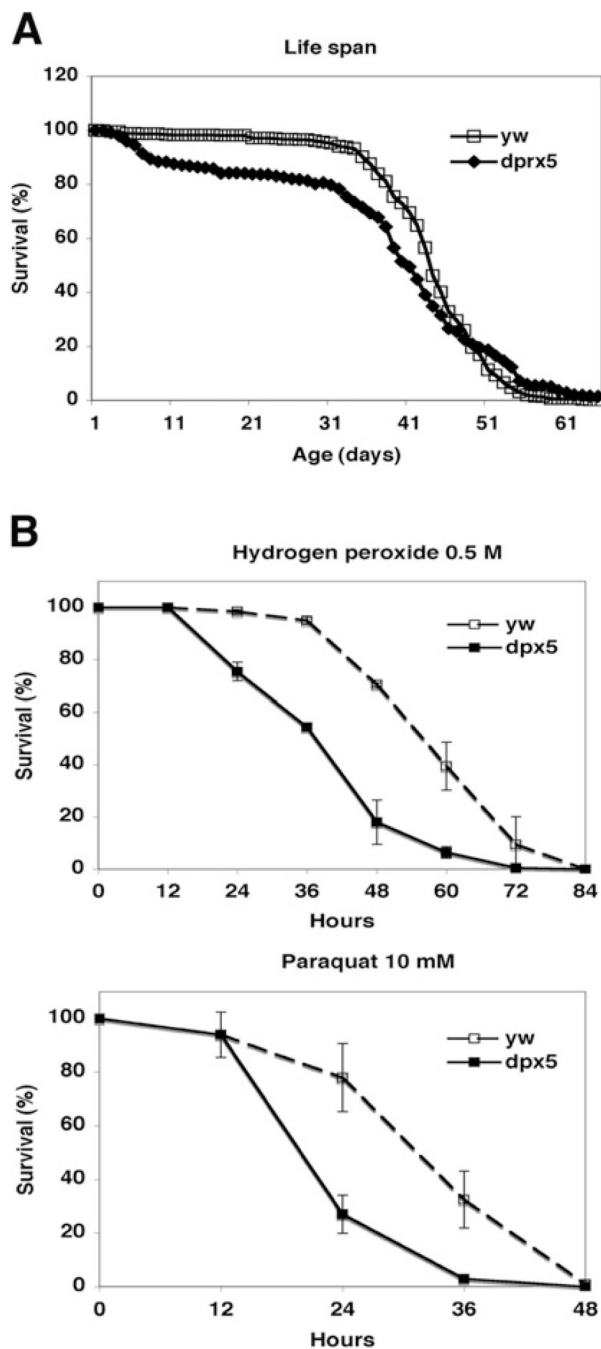 A
Life span
120
100
80
60
40
20
0
Survival (%)
yw
dprx5
1 11 21 31 41 51 61
Age (days)
B
Hydrogen peroxide 0.5 M
100
80
60
40
20
0
Survival (%)
yw
dpx5
0 12 24 36 48 60 72 84
Hours
Paraquat 10 mM
100
80
60
40
20
0
Survival (%)
yw
dpx5
0 12 24 36 48
Hours